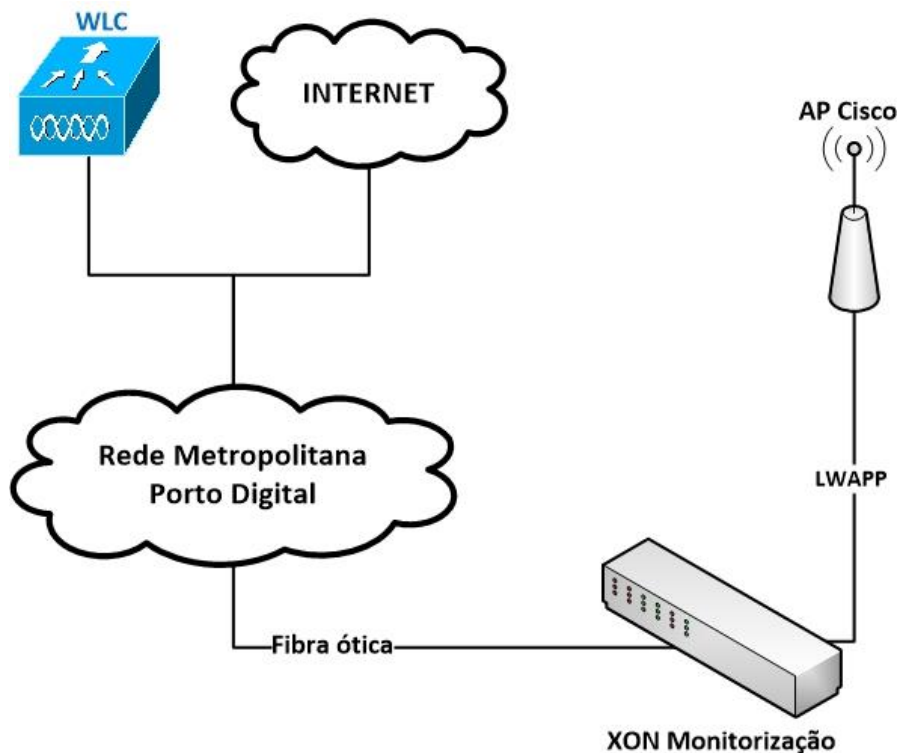 WLC
INTERNET
AP Cisco
Rede Metropolitana
Porto Digital
LWAPP
Fibra ótica
XON Monitorização